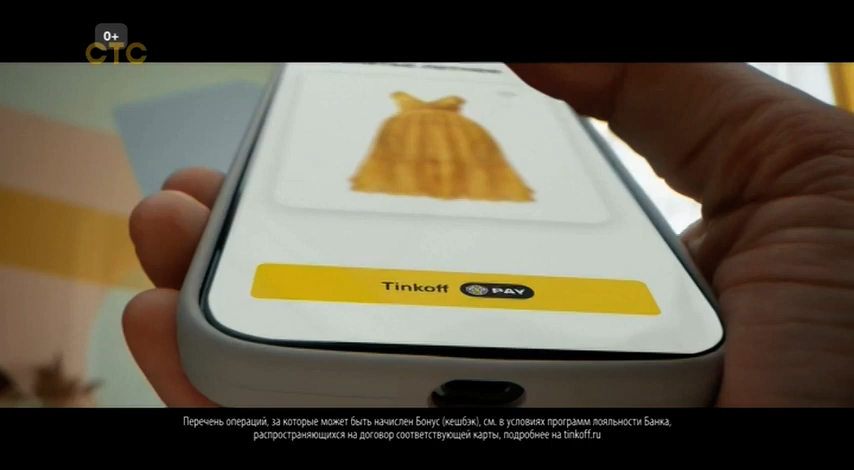 0+
СТС
Tinkoff PAY
Перечень операций, за которые может быть начислен Бонус (кешбэк), см. в условиях программ лояльности Банка,
распространяющихся на договор соответствующей карты, подробнее на tinkoff.ru